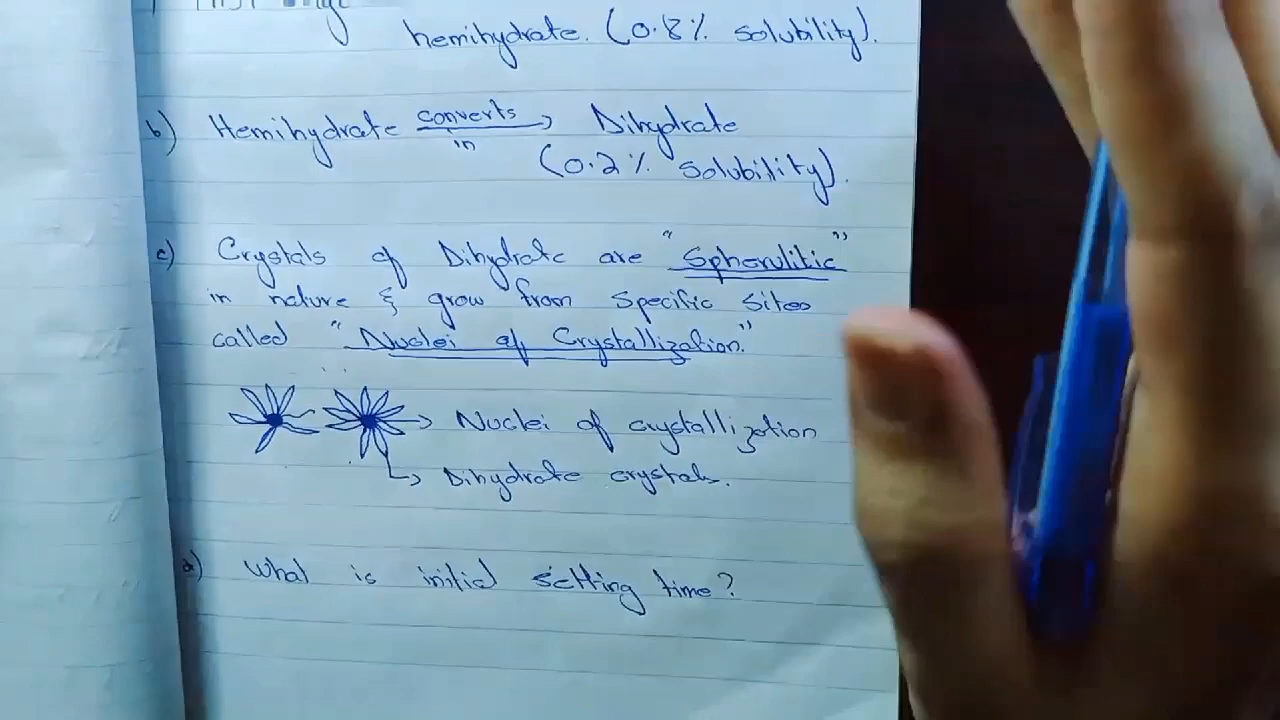 hemihydrate. (0.8% solubility).
b) Hemihydrate converts in → Dihydrate
(0.2% solubility).
c) Crystals of Dihydrate are "Spherulitic"
in nature & grow from specific sites
called "Nuclei of Crystallization."
→ Nuclei of crystallization
→ Dihydrate crystals.
What is initial setting time?